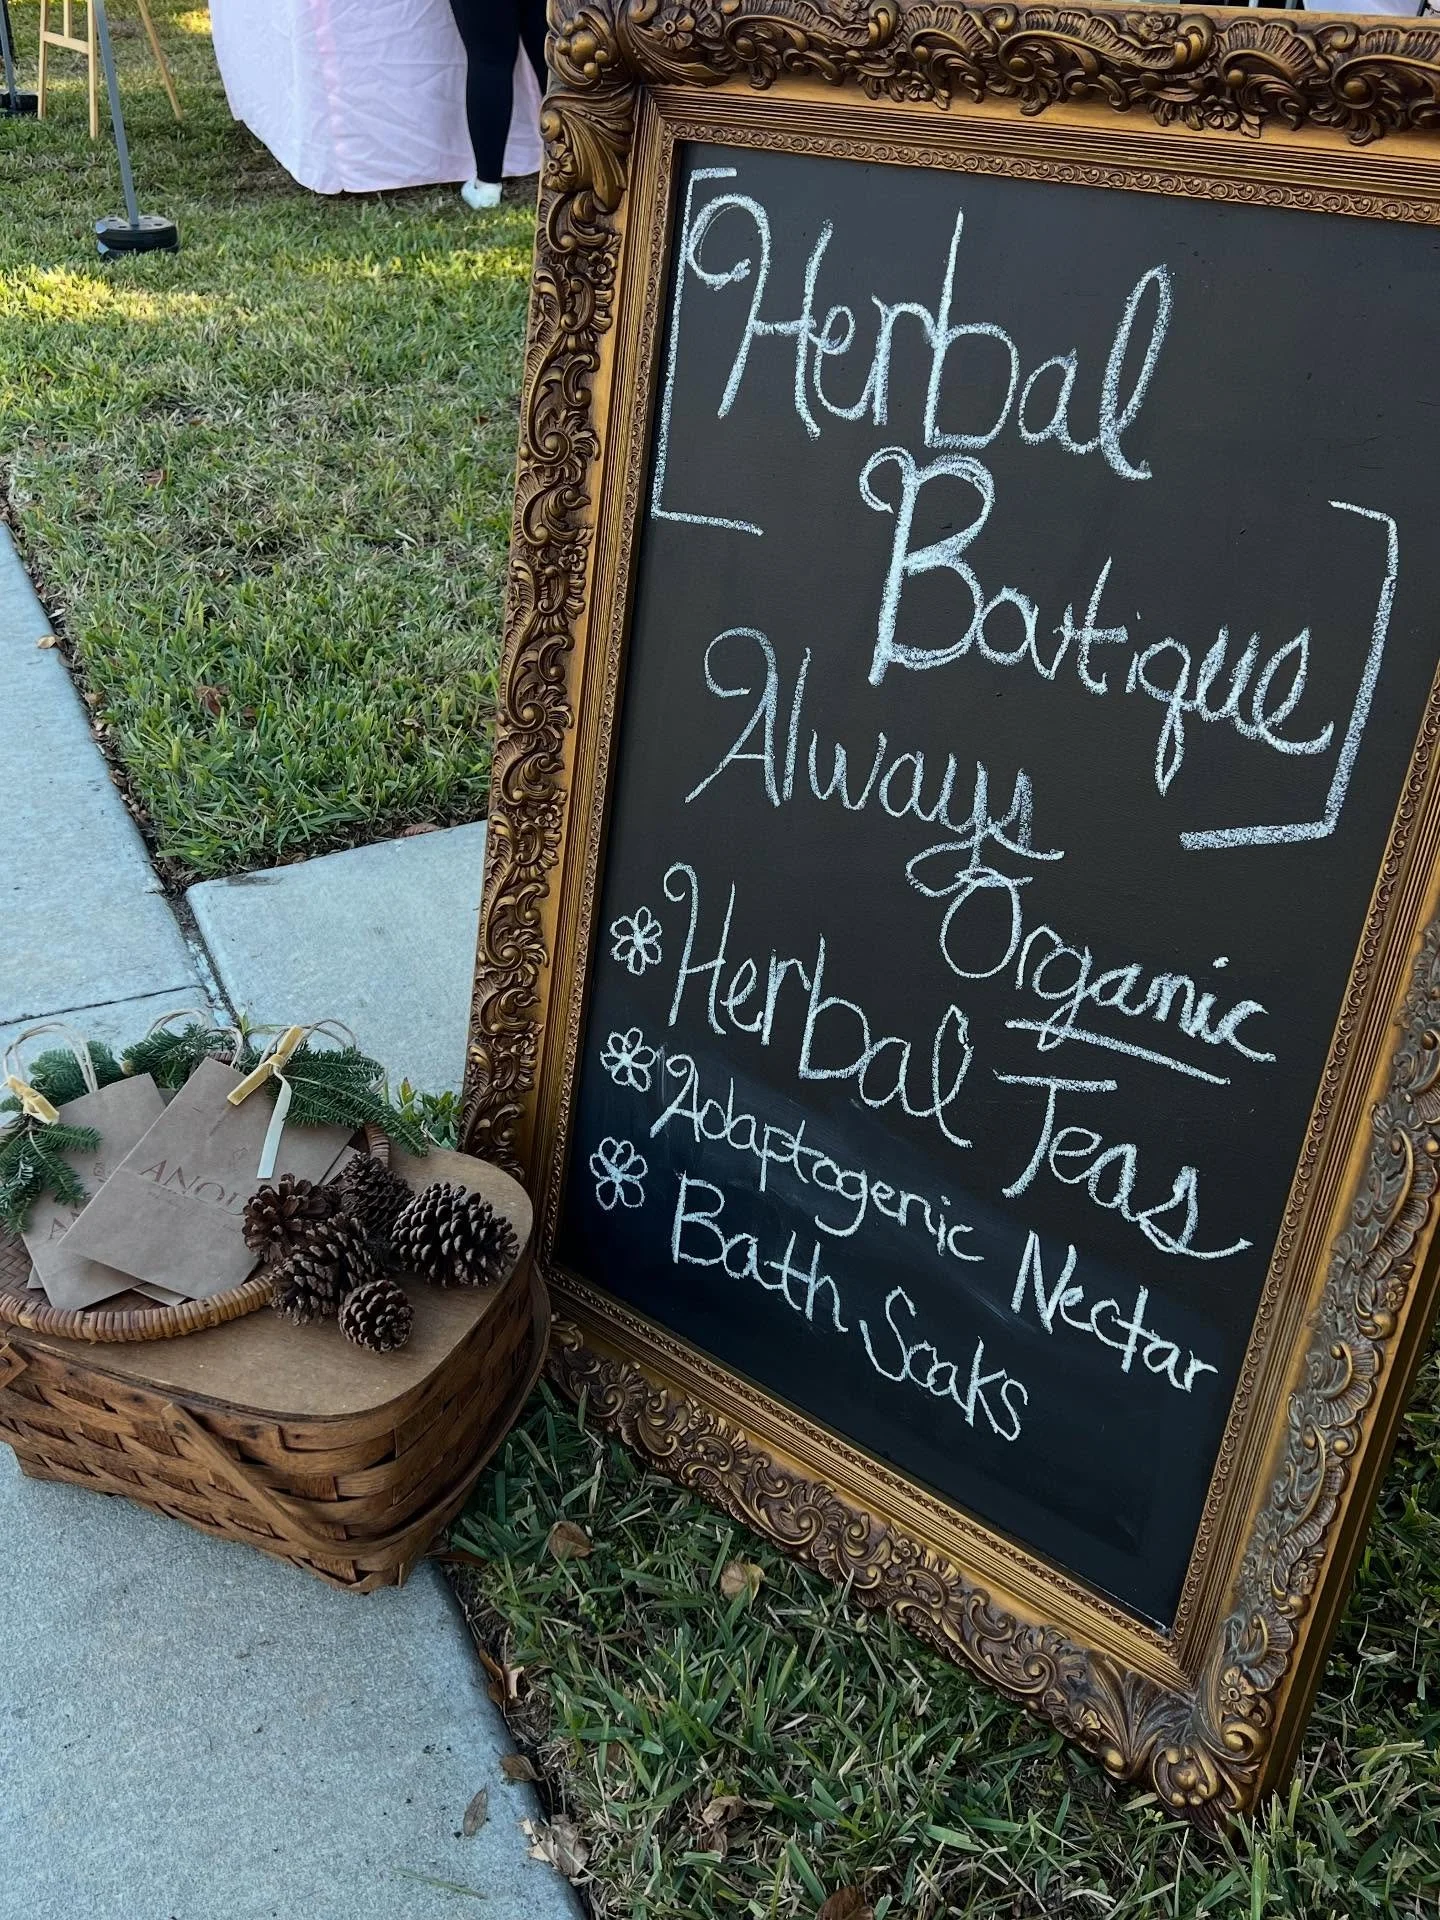 Herbal
Boutique
Always
Organic
Herbal Teas
Adaptogenic Nectar
Bath Soaks